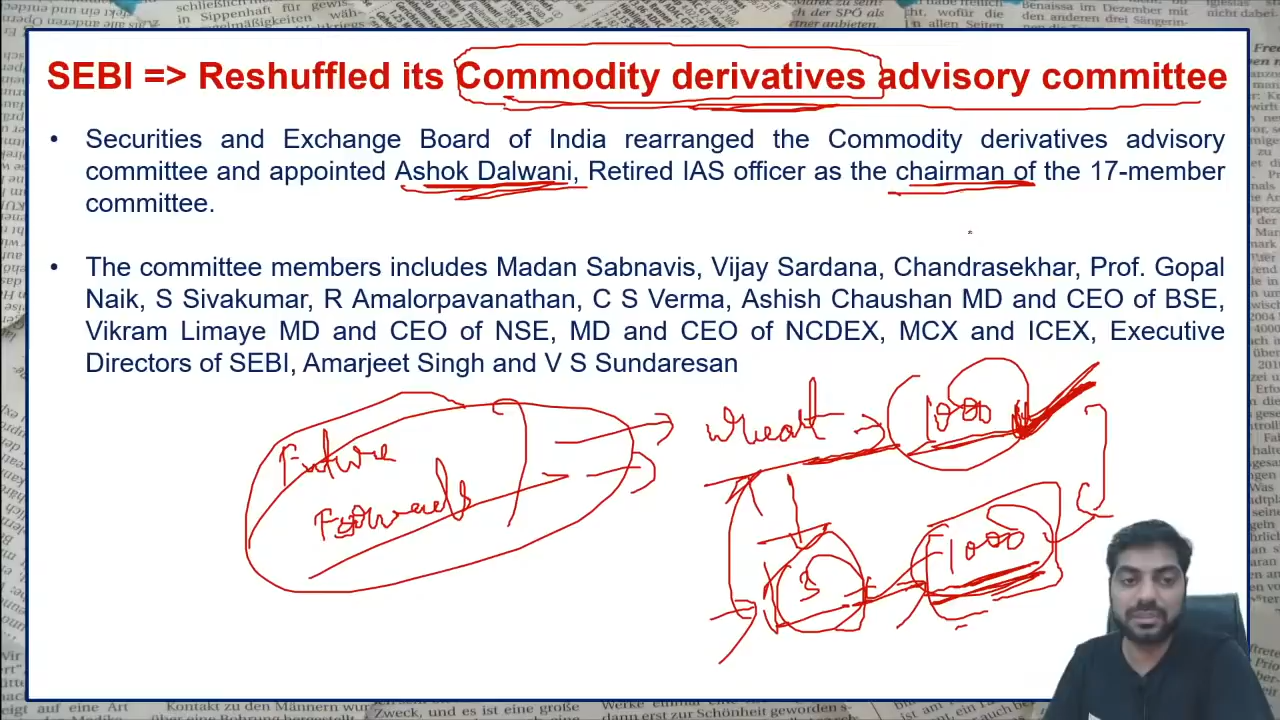 SEBI => Reshuffled its Commodity derivatives advisory committee
• Securities and Exchange Board of India rearranged the Commodity derivatives advisory
committee and appointed Ashok Dalwani, Retired IAS officer as the chairman of the 17-member
committee.
• The committee members includes Madan Sabnavis, Vijay Sardana, Chandrasekhar, Prof. Gopal
Naik, S Sivakumar, R Amalorpavanathan, C S Verma, Ashish Chaushan MD and CEO of BSE,
Vikram Limaye MD and CEO of NSE, MD and CEO of NCDEX, MCX and ICEX, Executive
Directors of SEBI, Amarjeet Singh and V S Sundaresan
wheat 1000
Future
Forwards
3 1000